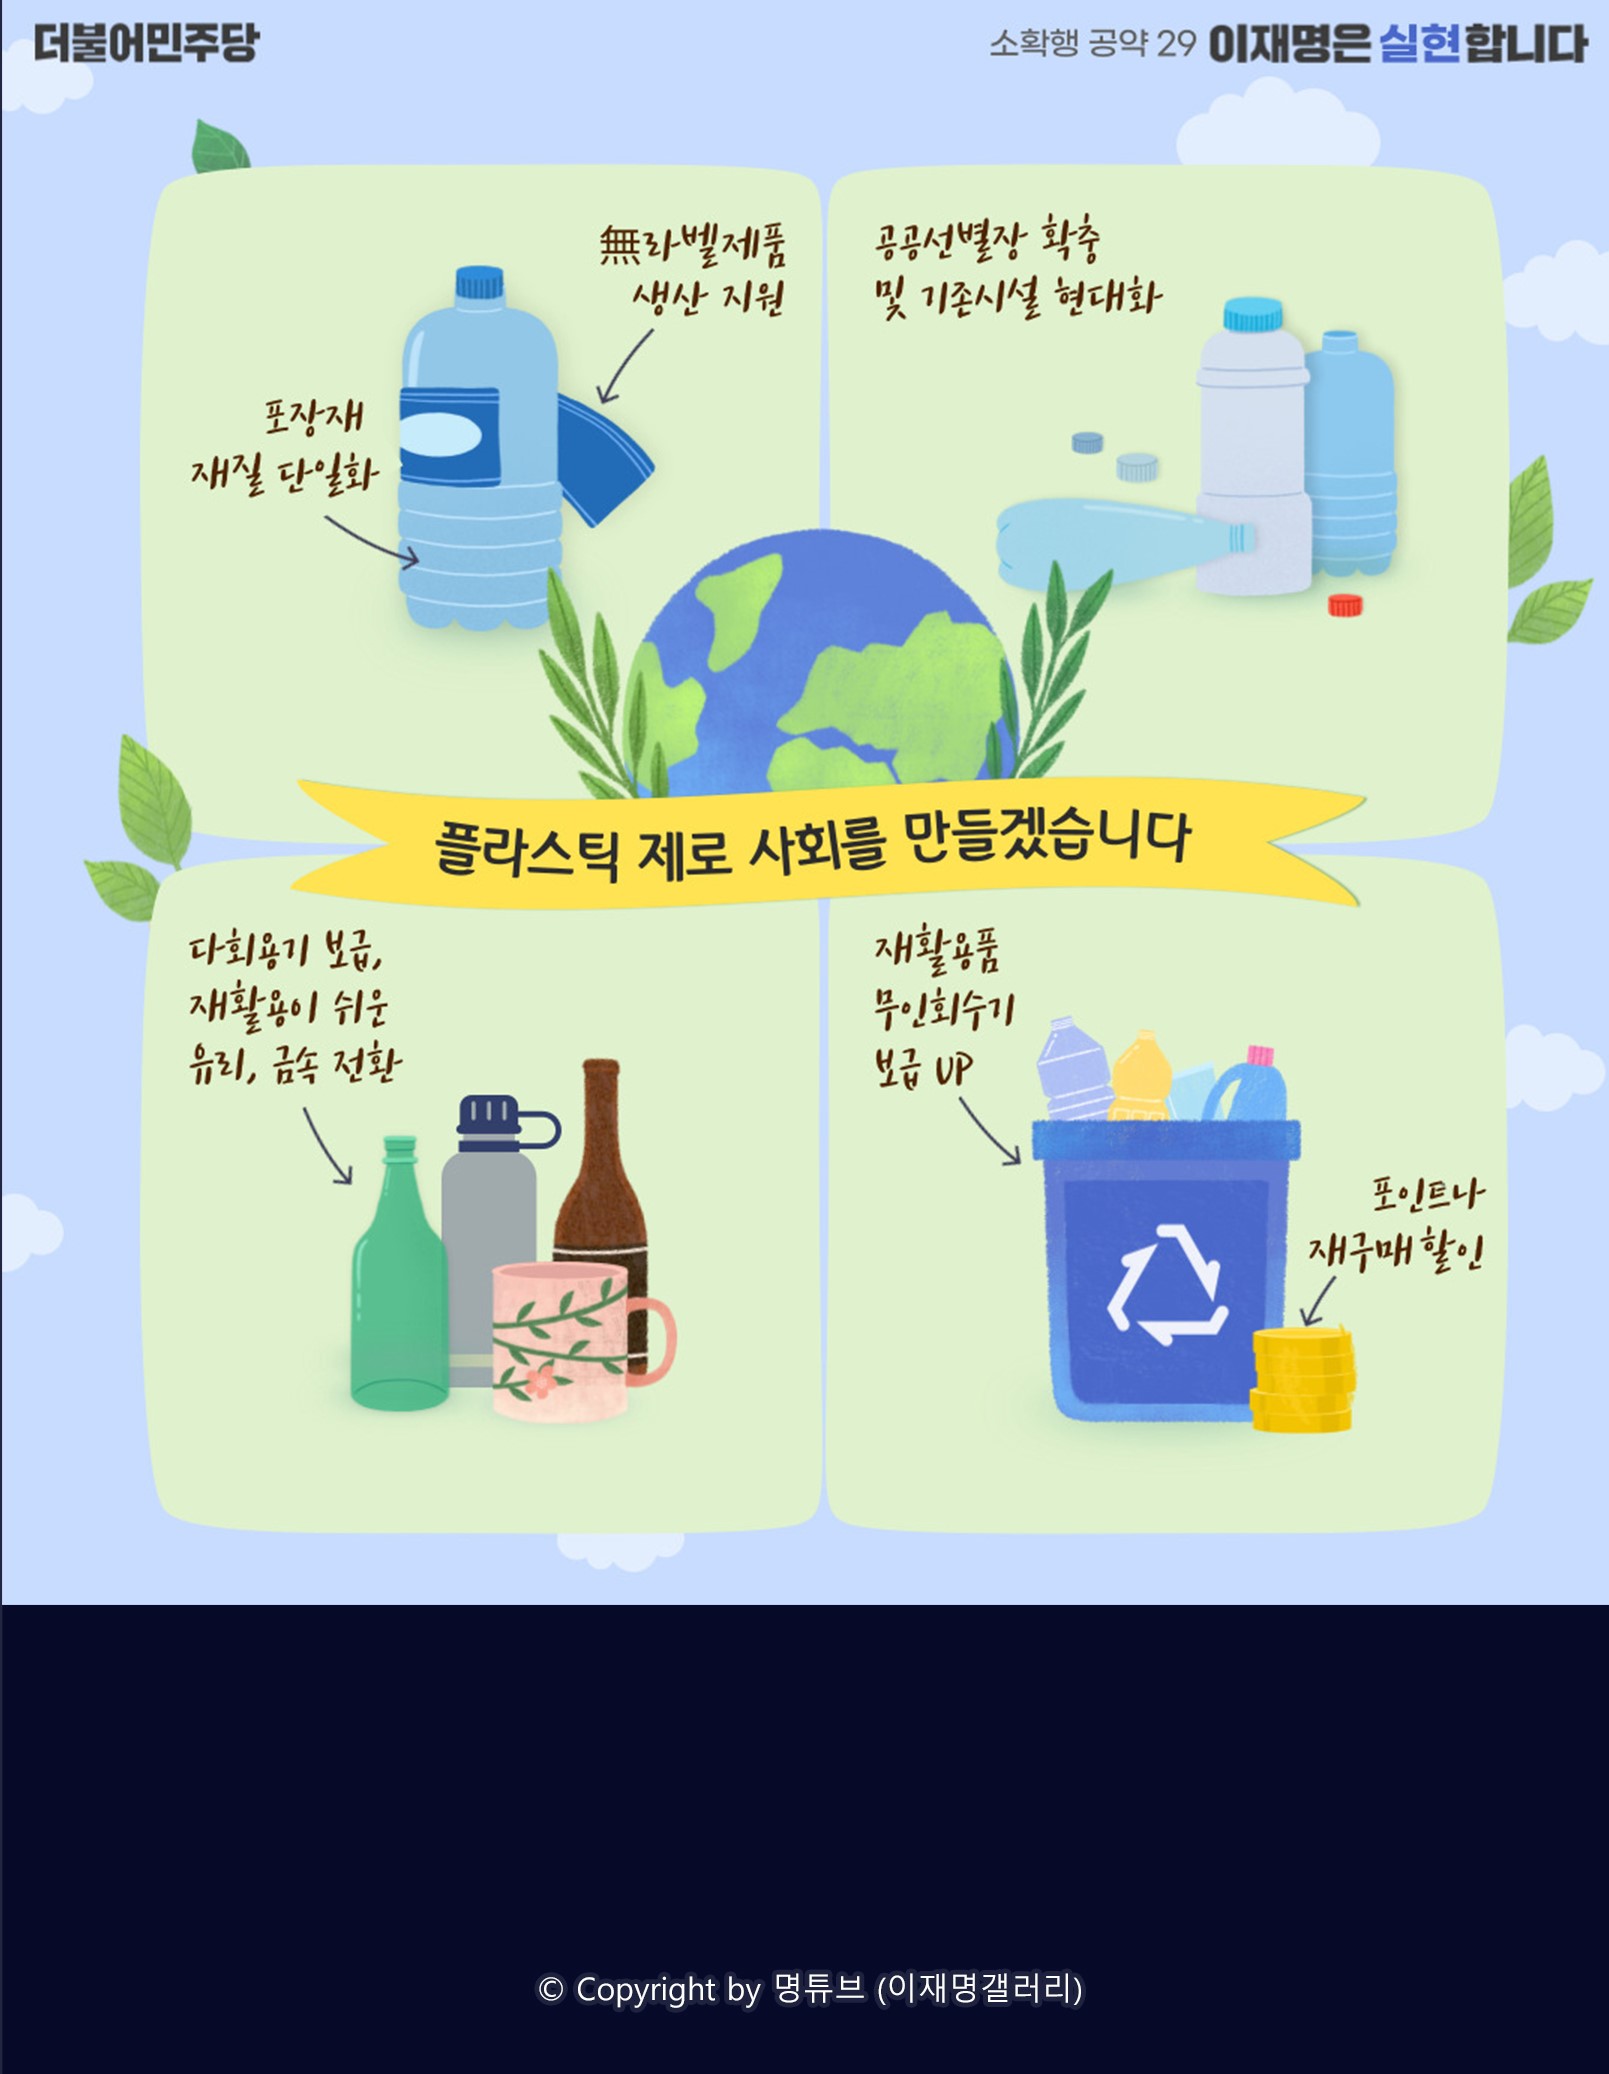 더불어민주당
소확행 공약 29 이재명은 실현합니다
無라벨제품
생산 지원
포장재
재질 단일화
공공선별장 확충
및 기존시설 현대화
플라스틱 제로 사회를 만들겠습니다
다회용기 보급,
재활용이 쉬운
유리, 금속 전환
재활용품
무인회수기
보급 UP
포인트나
재구매 할인
© Copyright by 명튜브 (이재명갤러리)